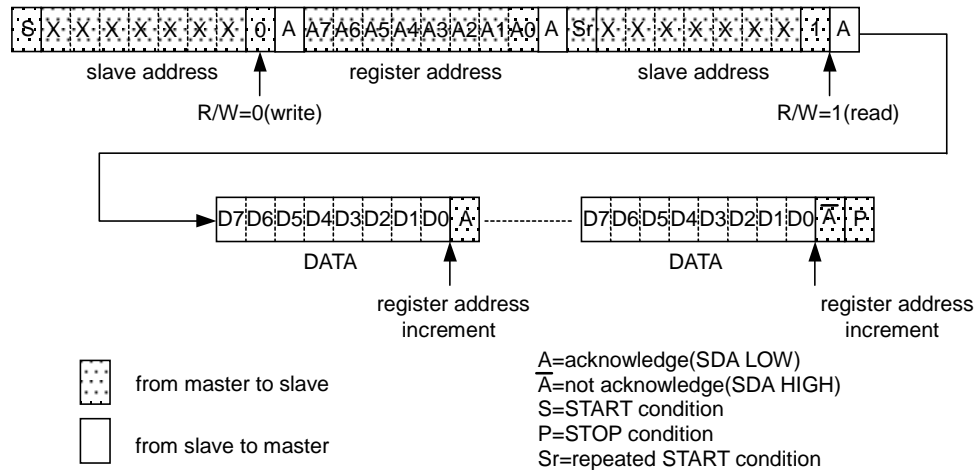 S X X X X X X X 0 A A7 A6 A5 A4 A3 A2 A1 A0 A Sr X X X X X X X 1 A
slave address register address slave address
R/W=0(write) R/W=1(read)
D7 D6 D5 D4 D3 D2 D1 D0 A D7 D6 D5 D4 D3 D2 D1 D0 A̅ P
DATA DATA
register address register address
increment increment
from master to slave
from slave to master
A=acknowledge(SDA LOW)
A̅=not acknowledge(SDA HIGH)
S=START condition
P=STOP condition
Sr=repeated START condition